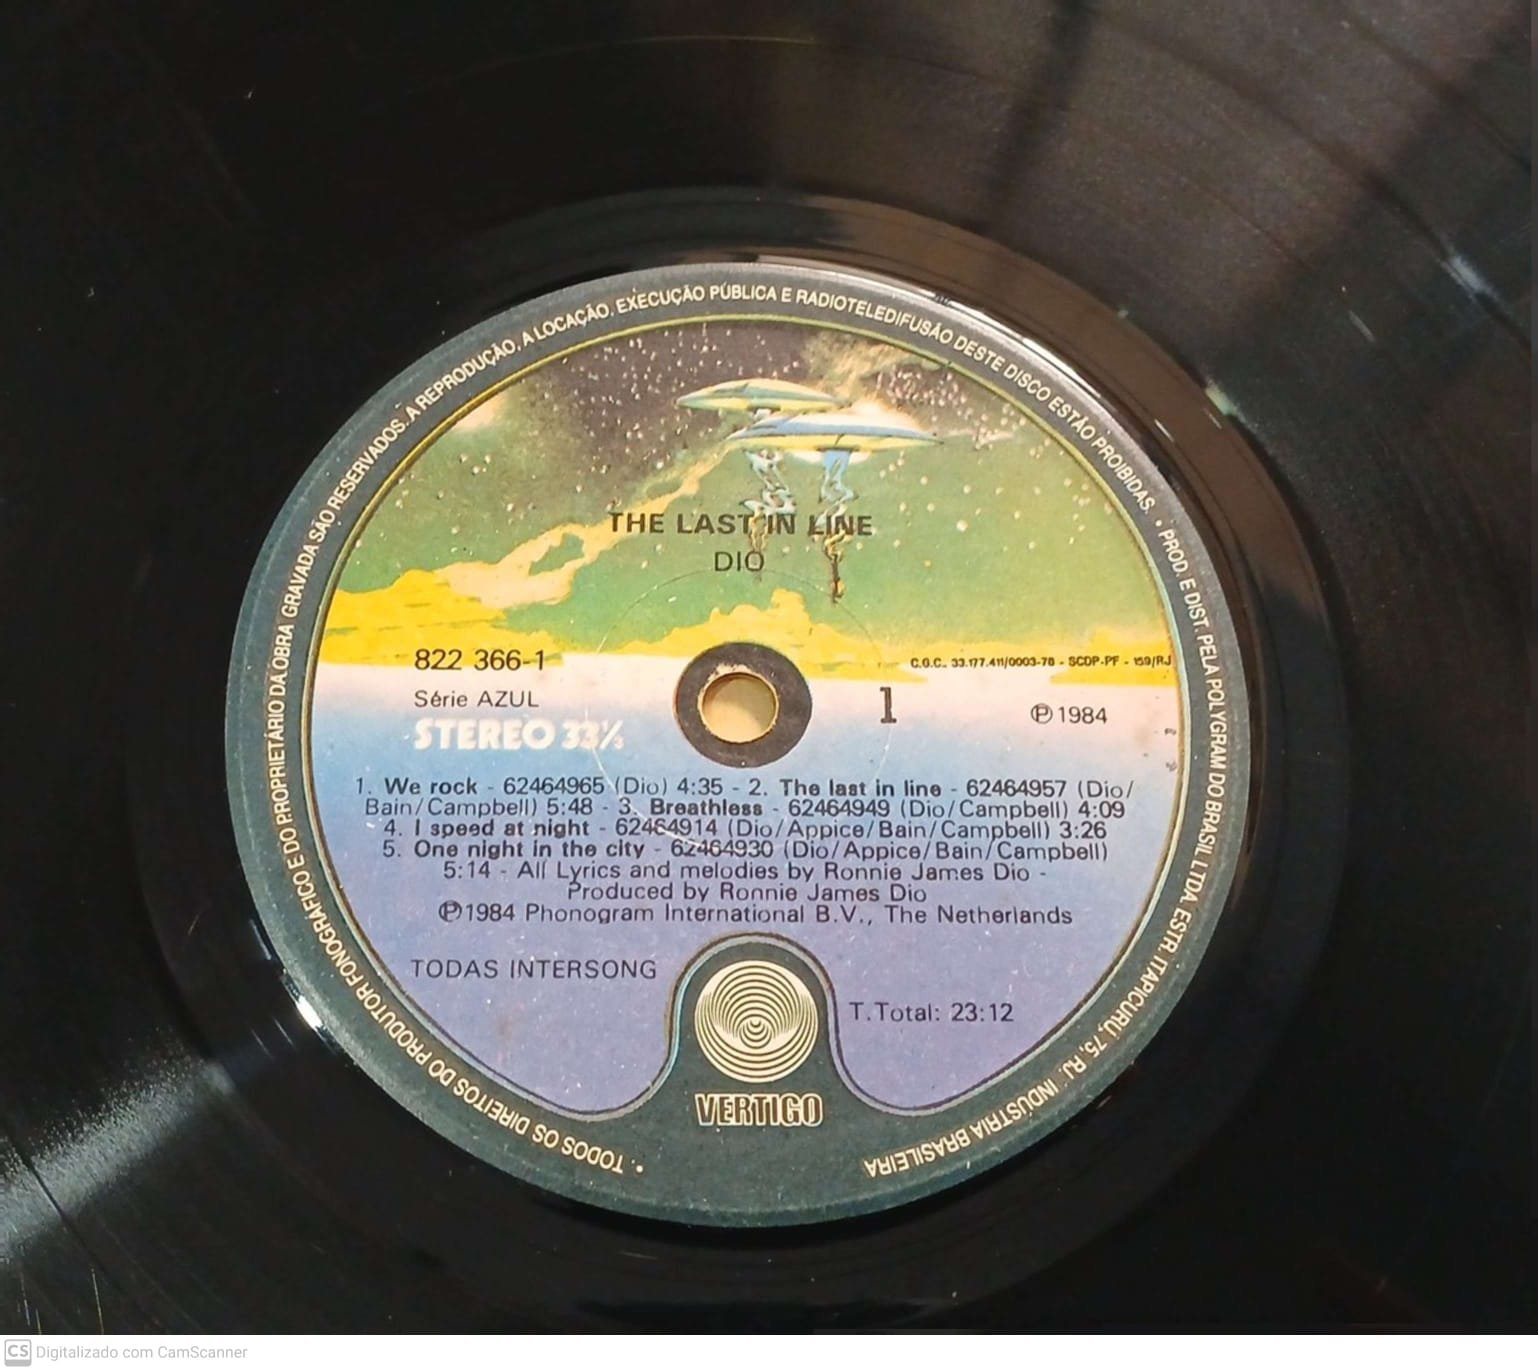 • TODOS OS DIREITOS DO PRODUTOR FONOGRÁFICO E DO PROPRIETÁRIO DA OBRA GRAVADA SÃO RESERVADOS. A REPRODUÇÃO, A LOCAÇÃO, EXECUÇÃO PÚBLICA E RADIOTELEDIFUSÃO DESTE DISCO ESTÃO PROIBIDAS. • PROD. E DIST. PELA POLYGRAM DO BRASIL LTDA. ESTR. ITAPICURU, 75, RJ. INDÚSTRIA BRASILEIRA
THE LAST IN LINE
DIO
822 366-1
C.G.C. 33.177.411/0003-70 - SCDP-PF - 159/RJ
Série AZUL
1
℗ 1984
STEREO 33⅓
1. We rock - 62464965 (Dio) 4:35 - 2. The last in line - 62464957 (Dio/
Bain/Campbell) 5:48 - 3. Breathless - 62464949 (Dio/Campbell) 4:09
4. I speed at night - 62464914 (Dio/Appice/Bain/Campbell) 3:26
5. One night in the city - 62464930 (Dio/Appice/Bain/Campbell)
5:14 - All Lyrics and melodies by Ronnie James Dio -
Produced by Ronnie James Dio
℗1984 Phonogram International B.V., The Netherlands
TODAS INTERSONG
T.Total: 23:12
VERTIGO
CS Digitalizado com CamScanner